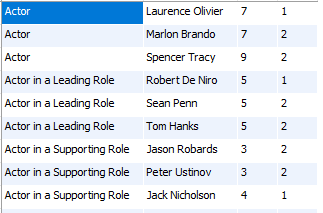 Actor Laurence Olivier 7 1
Actor Marlon Brando 7 2
Actor Spencer Tracy 9 2
Actor in a Leading Role Robert De Niro 5 1
Actor in a Leading Role Sean Penn 5 2
Actor in a Leading Role Tom Hanks 5 2
Actor in a Supporting Role Jason Robards 3 2
Actor in a Supporting Role Peter Ustinov 3 2
Actor in a Supporting Role Jack Nicholson 4 1